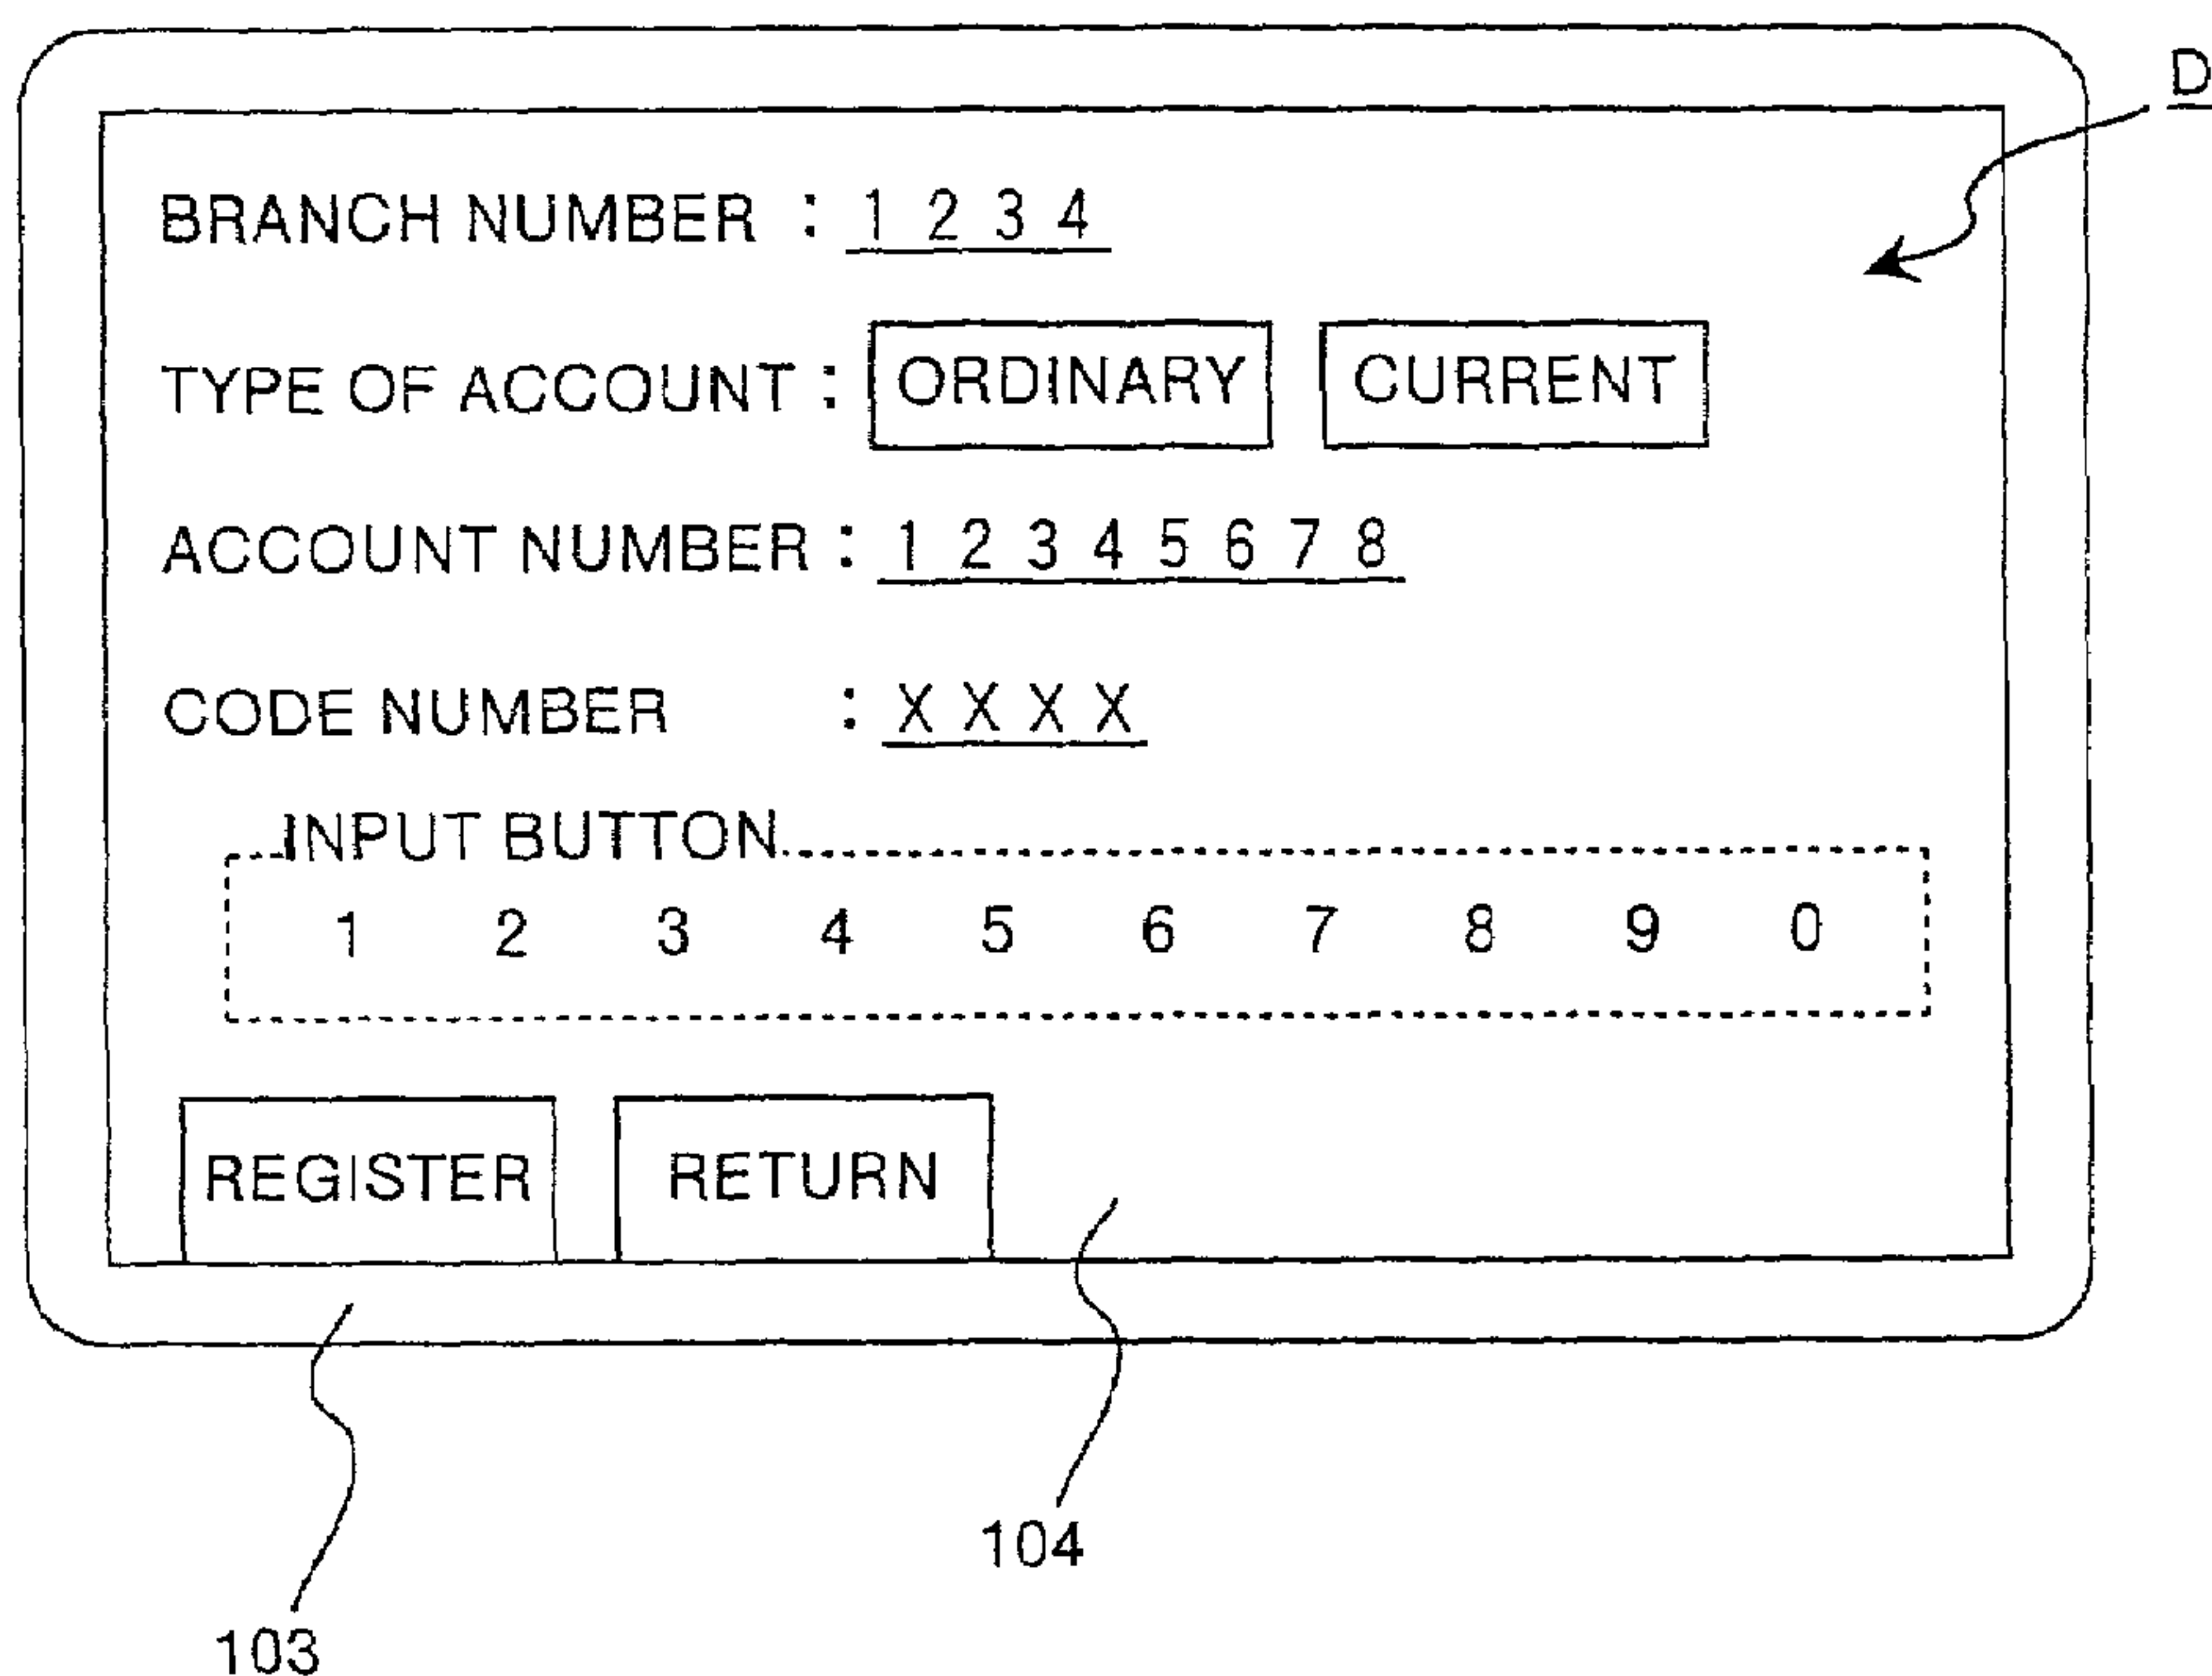 D
BRANCH NUMBER : 1 2 3 4
TYPE OF ACCOUNT : ORDINARY CURRENT
ACCOUNT NUMBER : 1 2 3 4 5 6 7 8
CODE NUMBER : X X X X
INPUT BUTTON
1 2 3 4 5 6 7 8 9 0
REGISTER RETURN
104
103